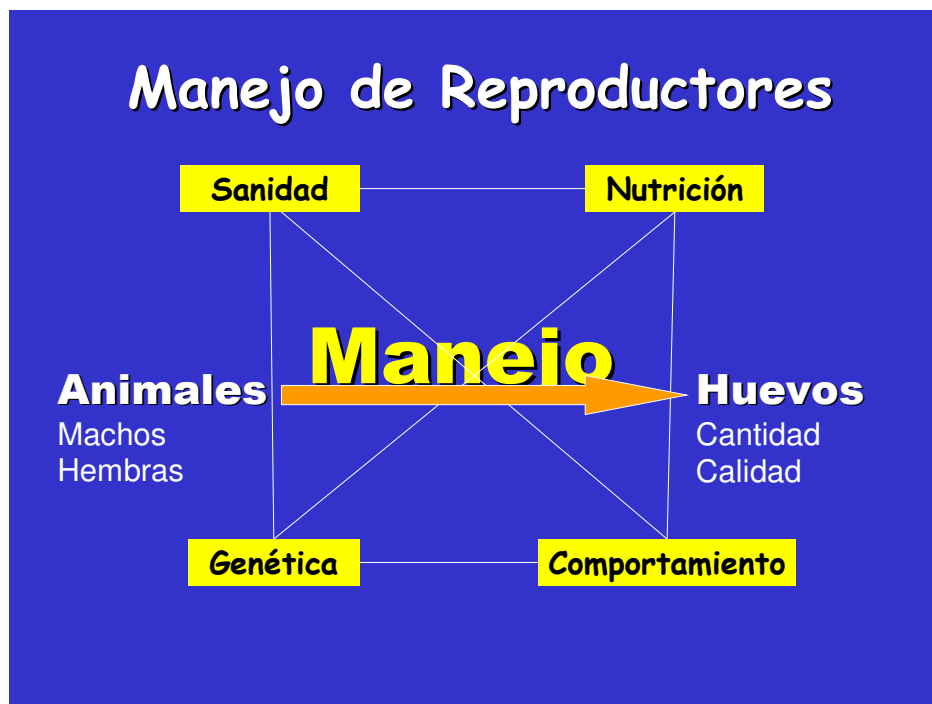 Manejo de Reproductores
Sanidad
Nutrición
Manejo
Animales
Machos
Hembras
Huevos
Cantidad
Calidad
Genética
Comportamiento